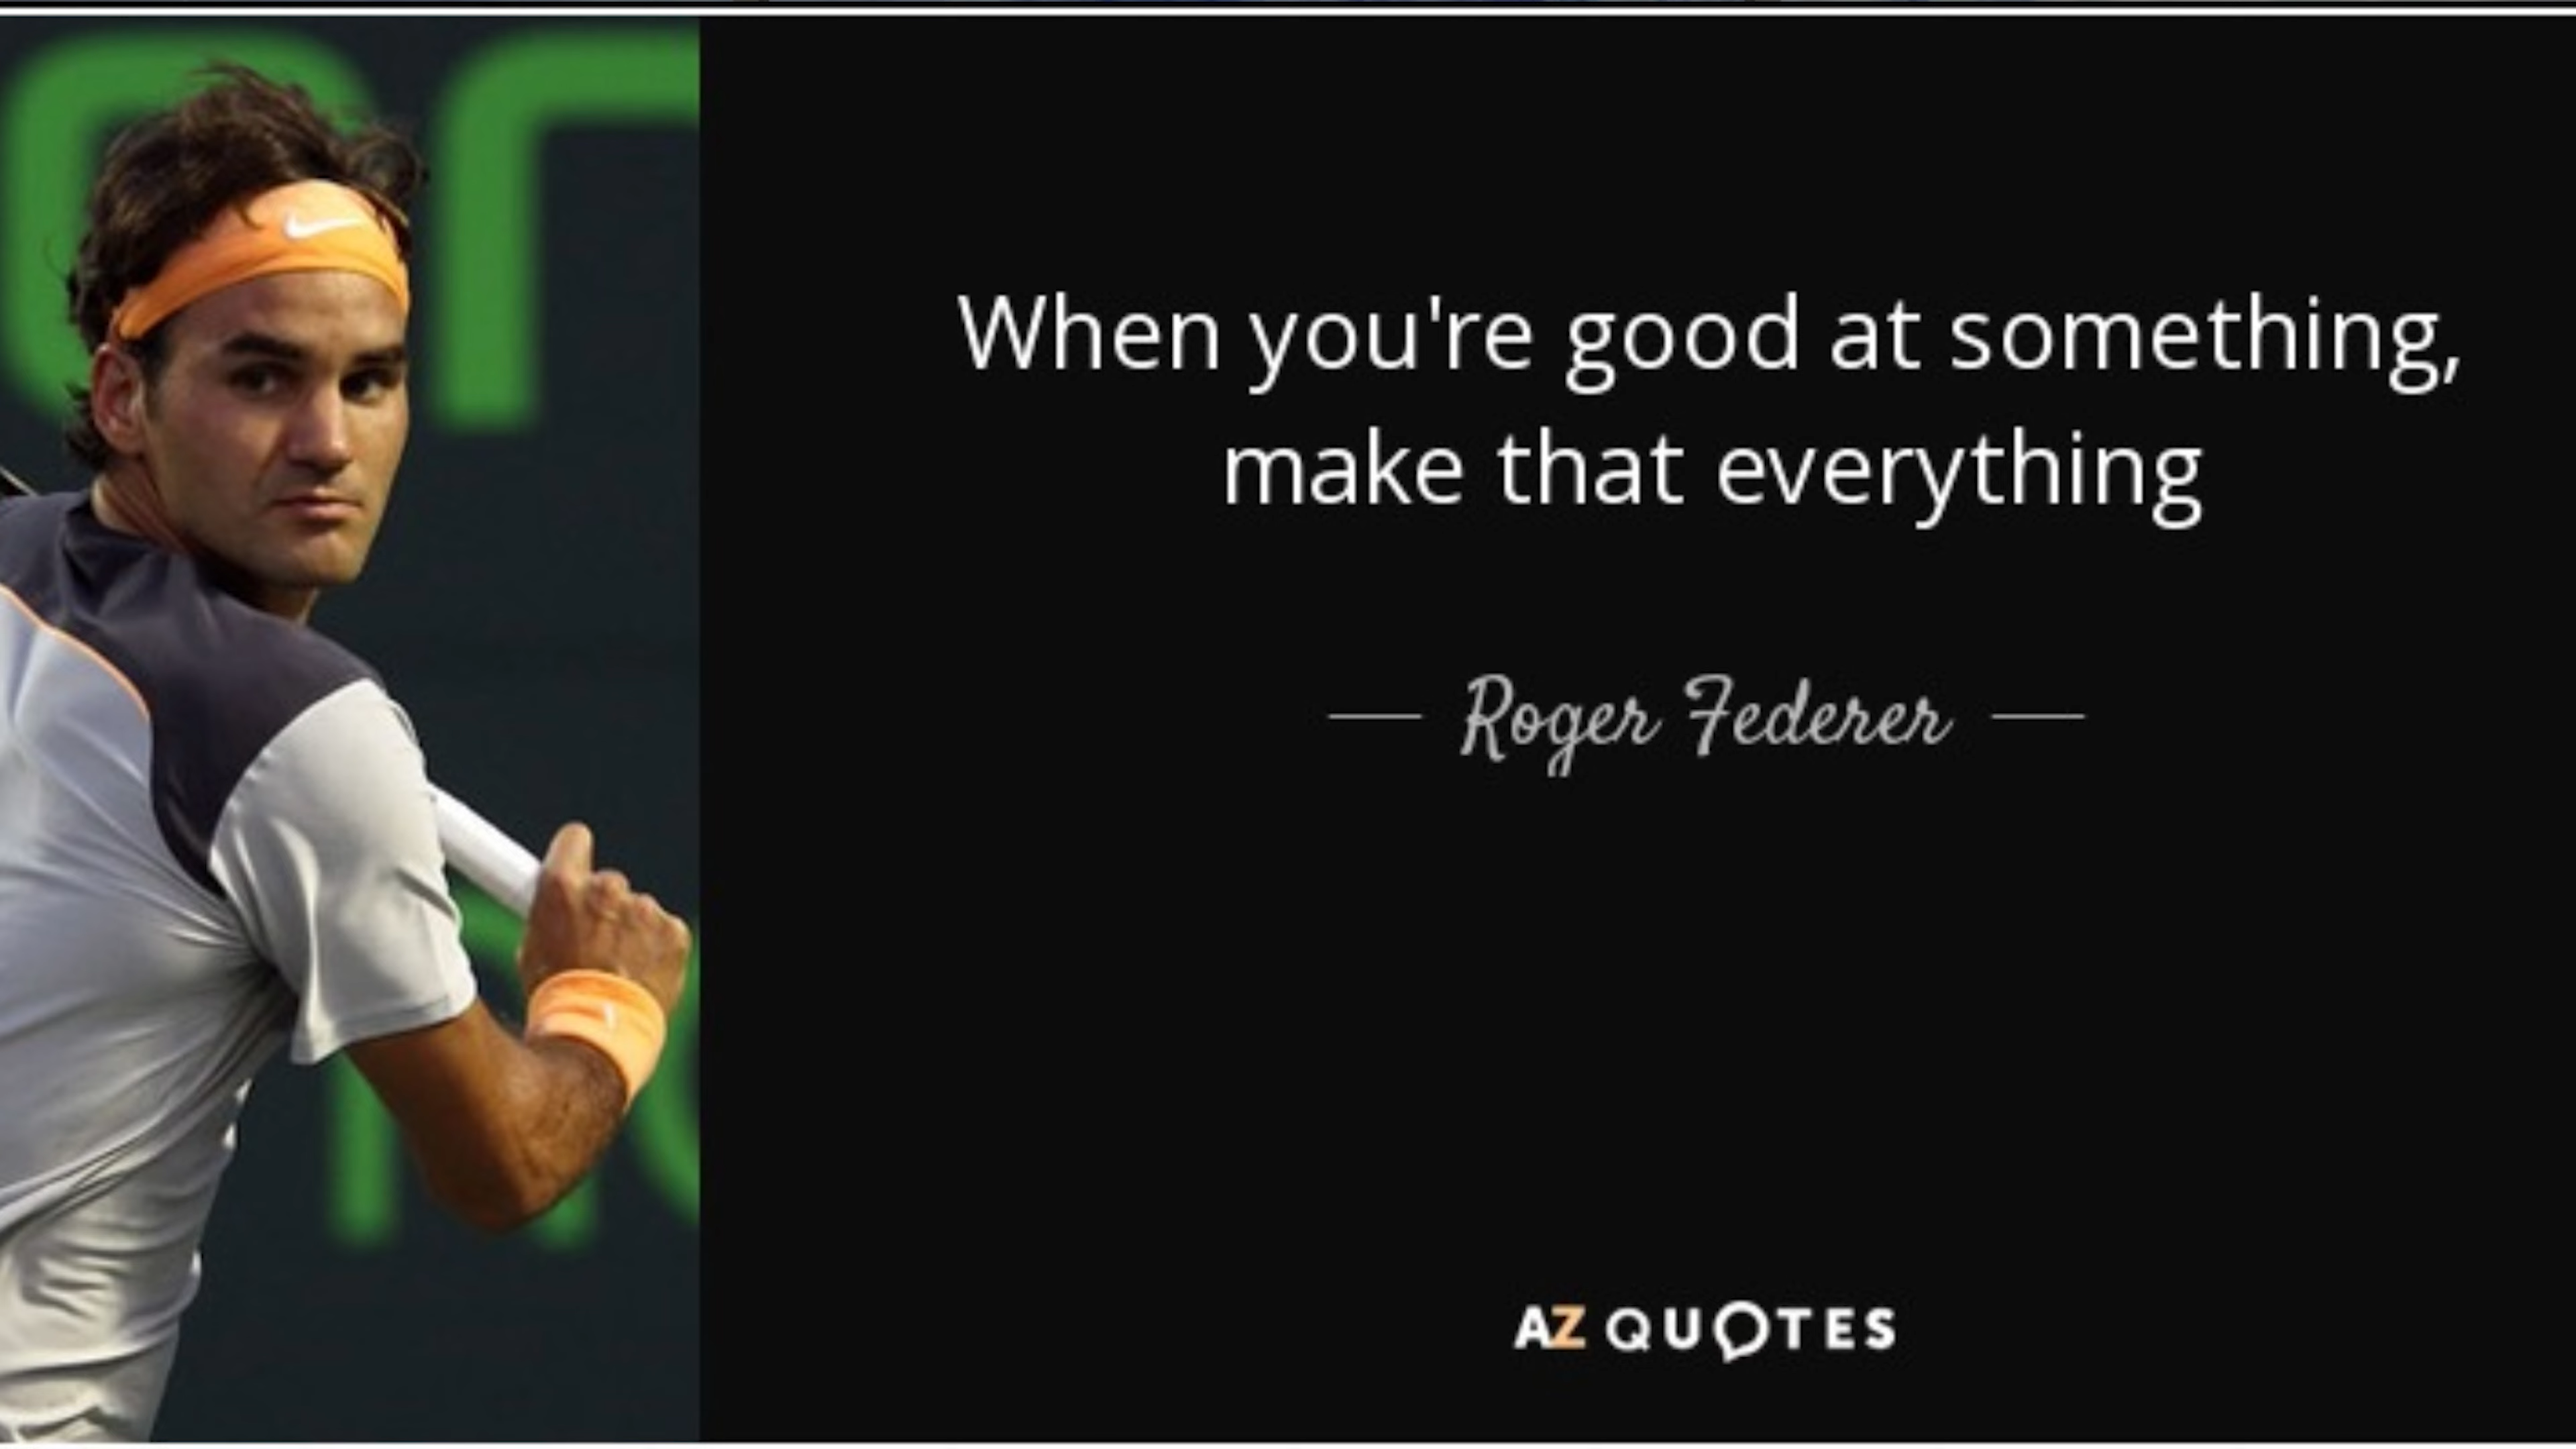 When you're good at something,
make that everything
— Roger Federer —
AZ QUOTES